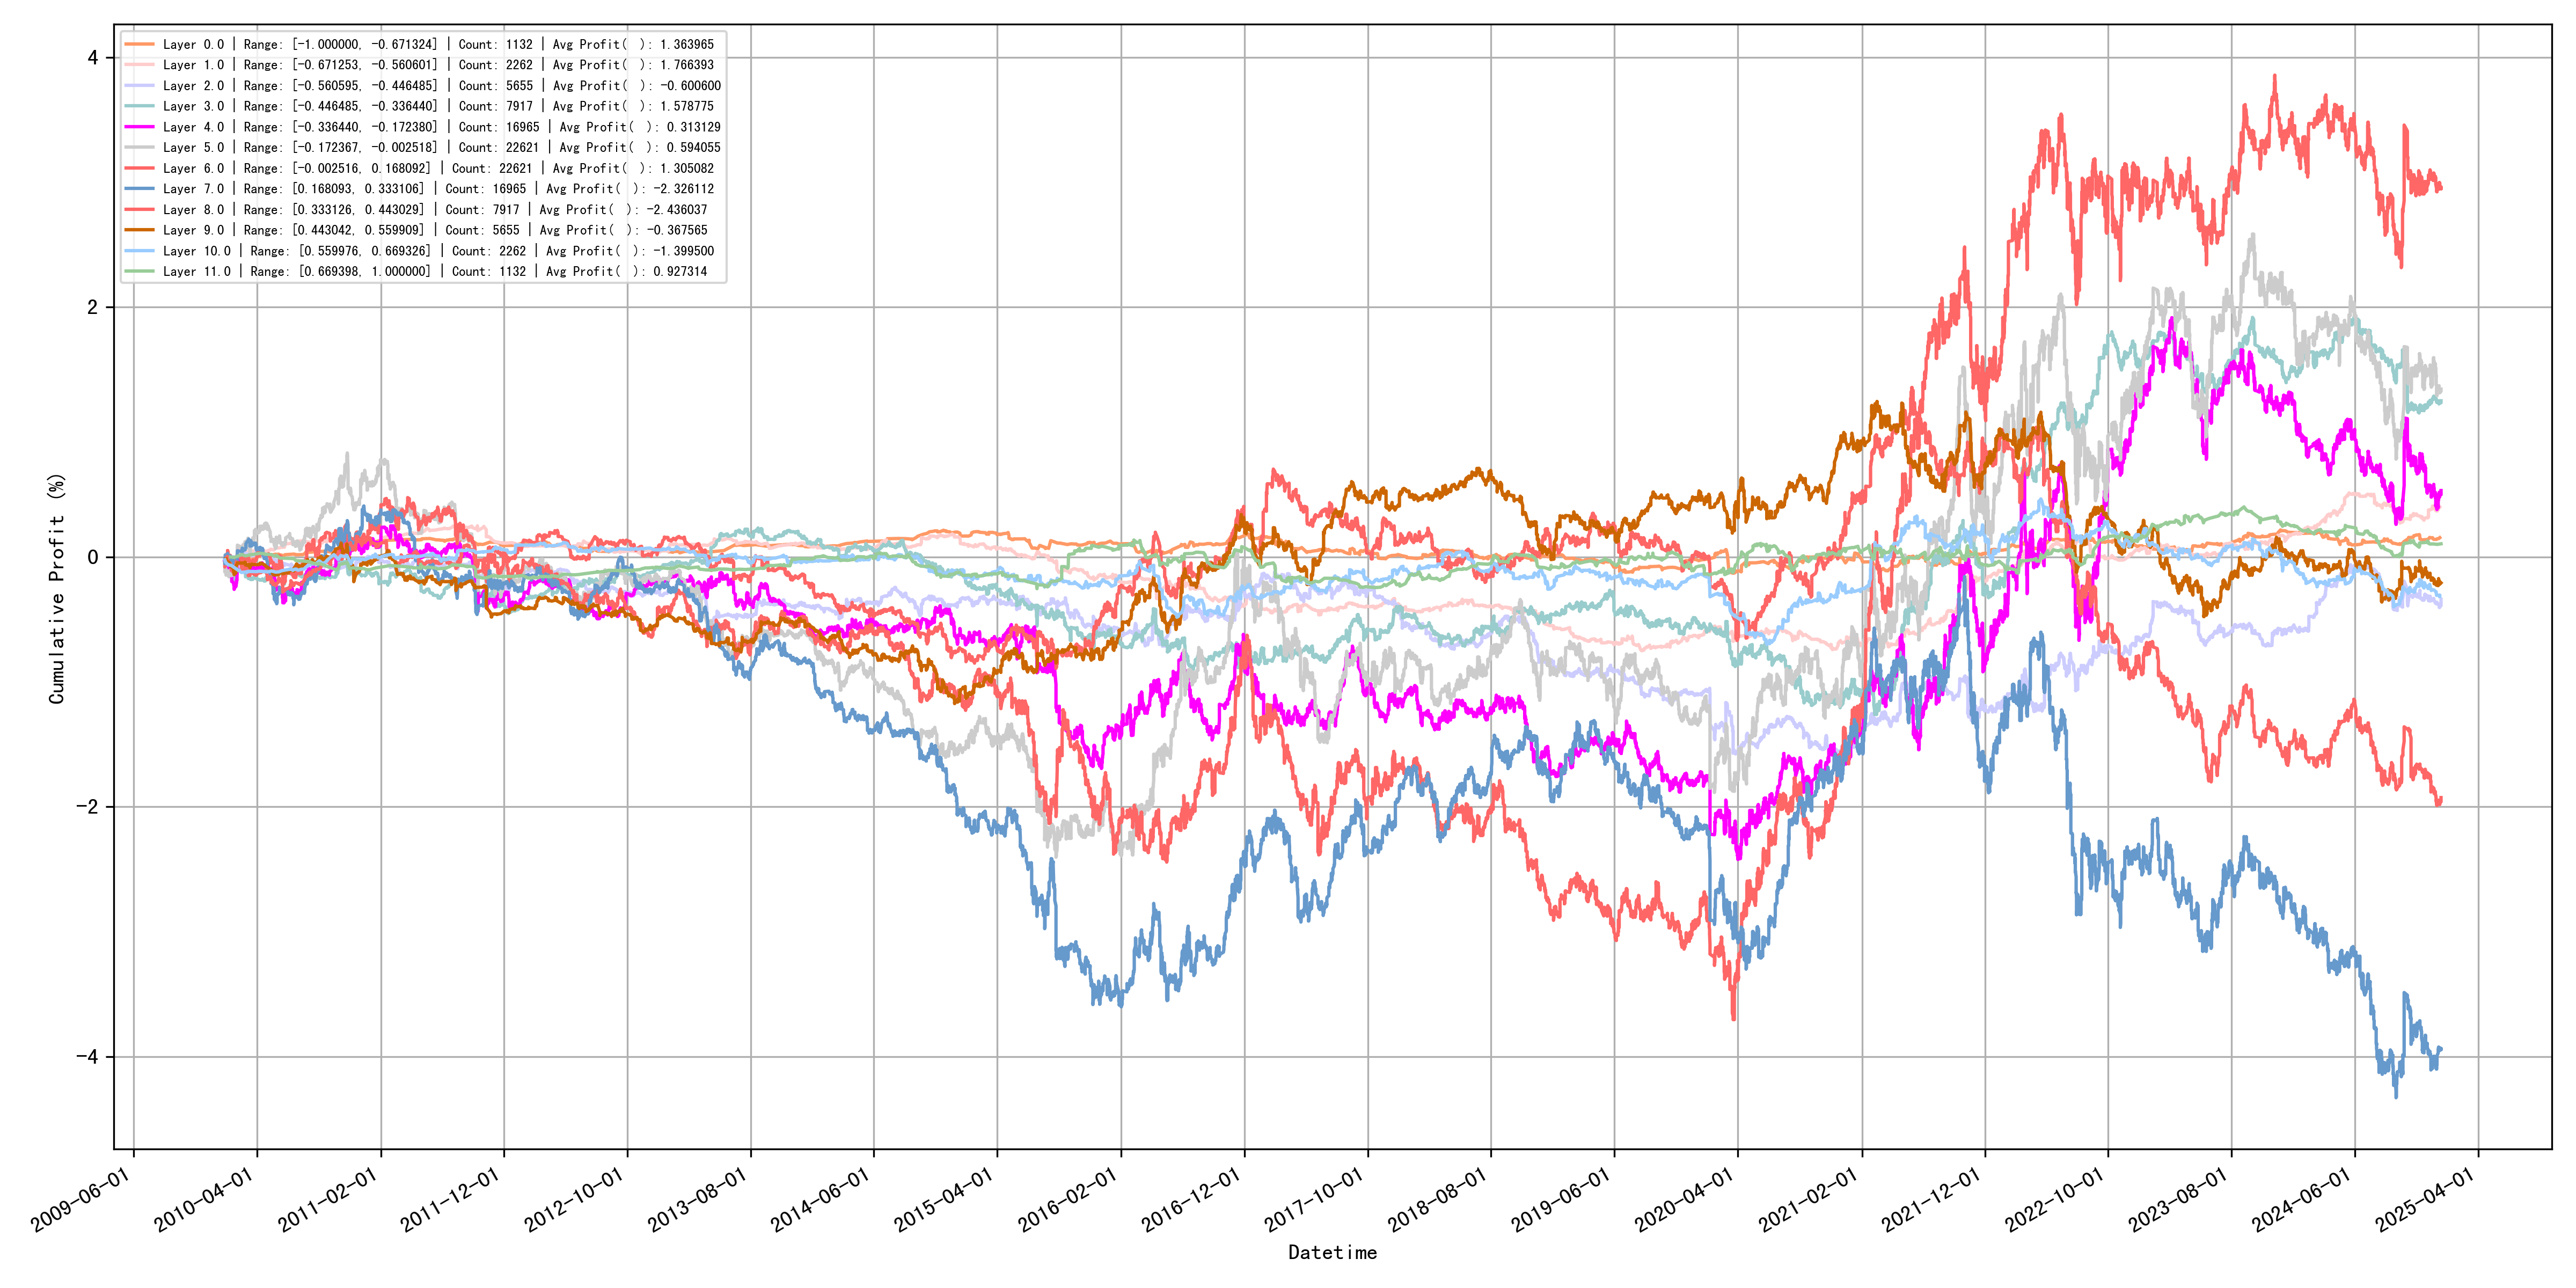 Layer 0.0 | Range: [-1.000000, -0.671324] | Count: 1132 | Avg Profit( ): 1.363965
Layer 1.0 | Range: [-0.671253, -0.560601] | Count: 2262 | Avg Profit( ): 1.766393
Layer 2.0 | Range: [-0.560595, -0.446485] | Count: 5655 | Avg Profit( ): -0.600600
Layer 3.0 | Range: [-0.446485, -0.336440] | Count: 7917 | Avg Profit( ): 1.578775
Layer 4.0 | Range: [-0.336440, -0.172380] | Count: 16965 | Avg Profit( ): 0.313129
Layer 5.0 | Range: [-0.172367, -0.002518] | Count: 22621 | Avg Profit( ): 0.594055
Layer 6.0 | Range: [-0.002516, 0.168092] | Count: 22621 | Avg Profit( ): 1.305082
Layer 7.0 | Range: [0.168093, 0.333106] | Count: 16965 | Avg Profit( ): -2.326112
Layer 8.0 | Range: [0.333126, 0.443029] | Count: 7917 | Avg Profit( ): -2.436037
Layer 9.0 | Range: [0.443042, 0.559909] | Count: 5655 | Avg Profit( ): -0.367565
Layer 10.0 | Range: [0.559976, 0.669326] | Count: 2262 | Avg Profit( ): -1.399500
Layer 11.0 | Range: [0.669398, 1.000000] | Count: 1132 | Avg Profit( ): 0.927314
4
2
0
-2
-4
Cumulative Profit (%)
2009-06-01
2010-04-01
2011-02-01
2011-12-01
2012-10-01
2013-08-01
2014-06-01
2015-04-01
2016-02-01
2016-12-01
2017-10-01
2018-08-01
2019-06-01
2020-04-01
2021-02-01
2021-12-01
2022-10-01
2023-08-01
2024-06-01
2025-04-01
Datetime